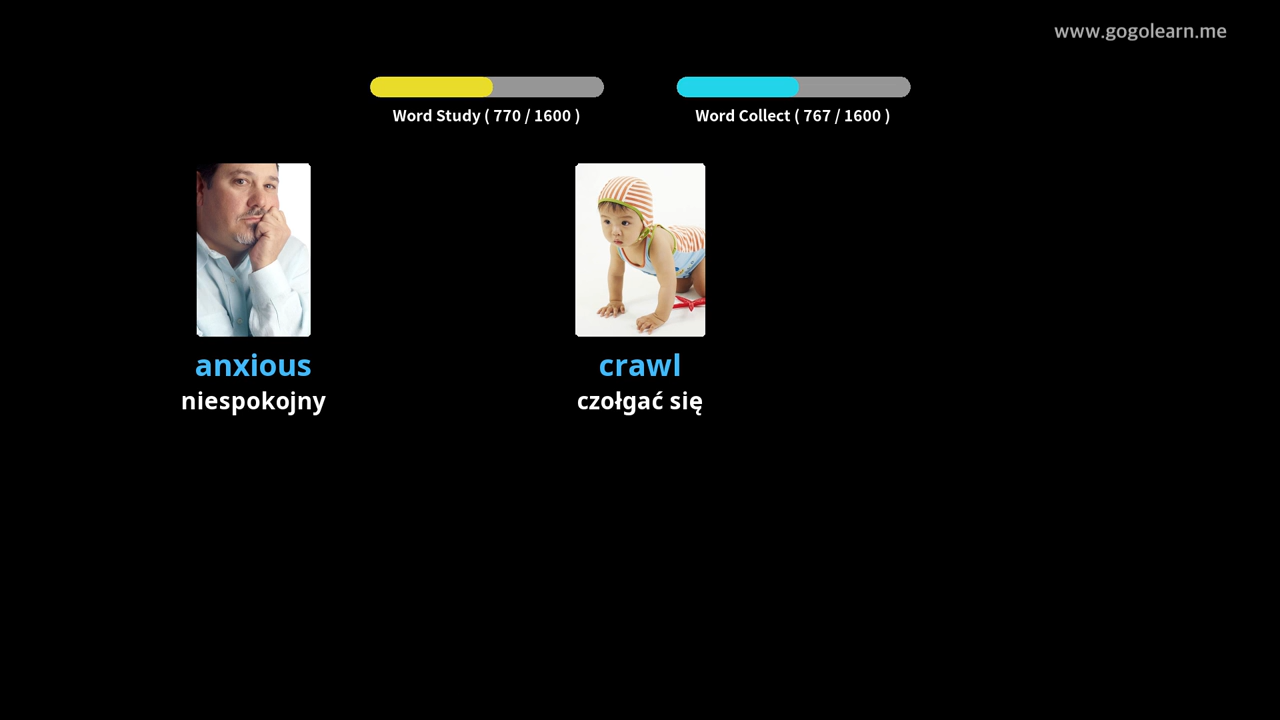 www.gogolearn.me
Word Study ( 770 / 1600 )
Word Collect ( 767 / 1600 )
anxious
niespokojny
crawl
czołgać się